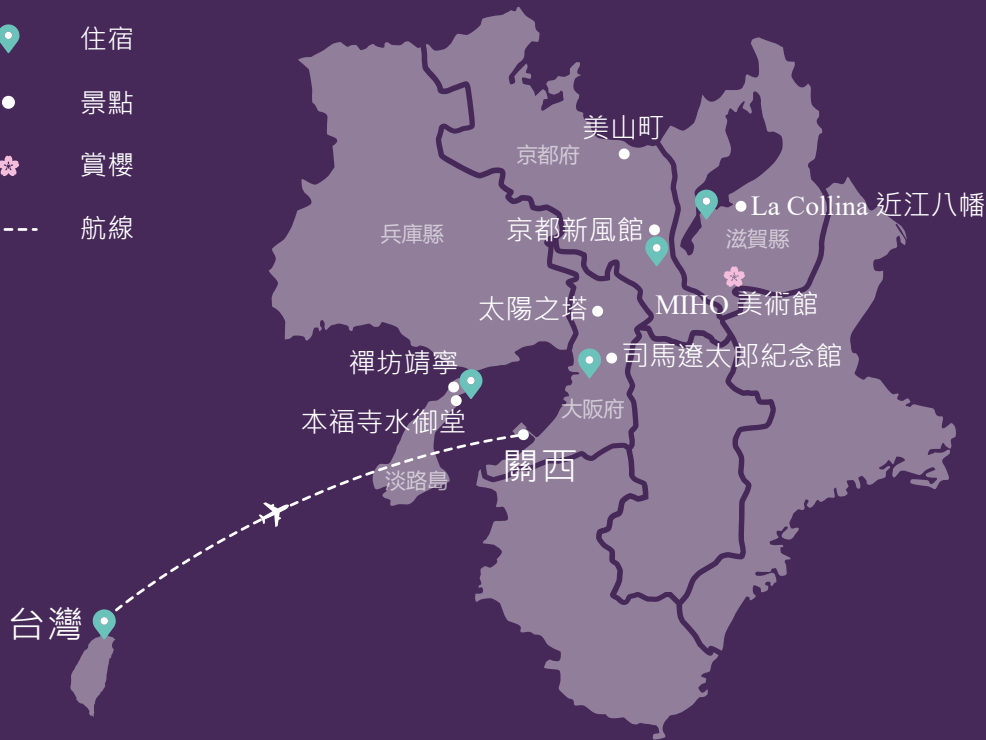 住宿
景點
賞櫻
航線
美山町
京都府
La Collina 近江八幡
京都新風館
兵庫縣
滋賀縣
MIHO 美術館
太陽之塔
司馬遼太郎紀念館
禪坊靖寧
大阪府
本福寺水御堂
關西
淡路島
台灣